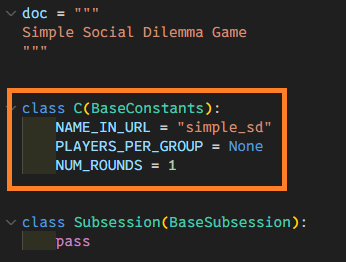 doc = """
Simple Social Dilemma Game
"""
class C(BaseConstants):
    NAME_IN_URL = "simple_sd"
    PLAYERS_PER_GROUP = None
    NUM_ROUNDS = 1
class Subsession(BaseSubsession):
    pass